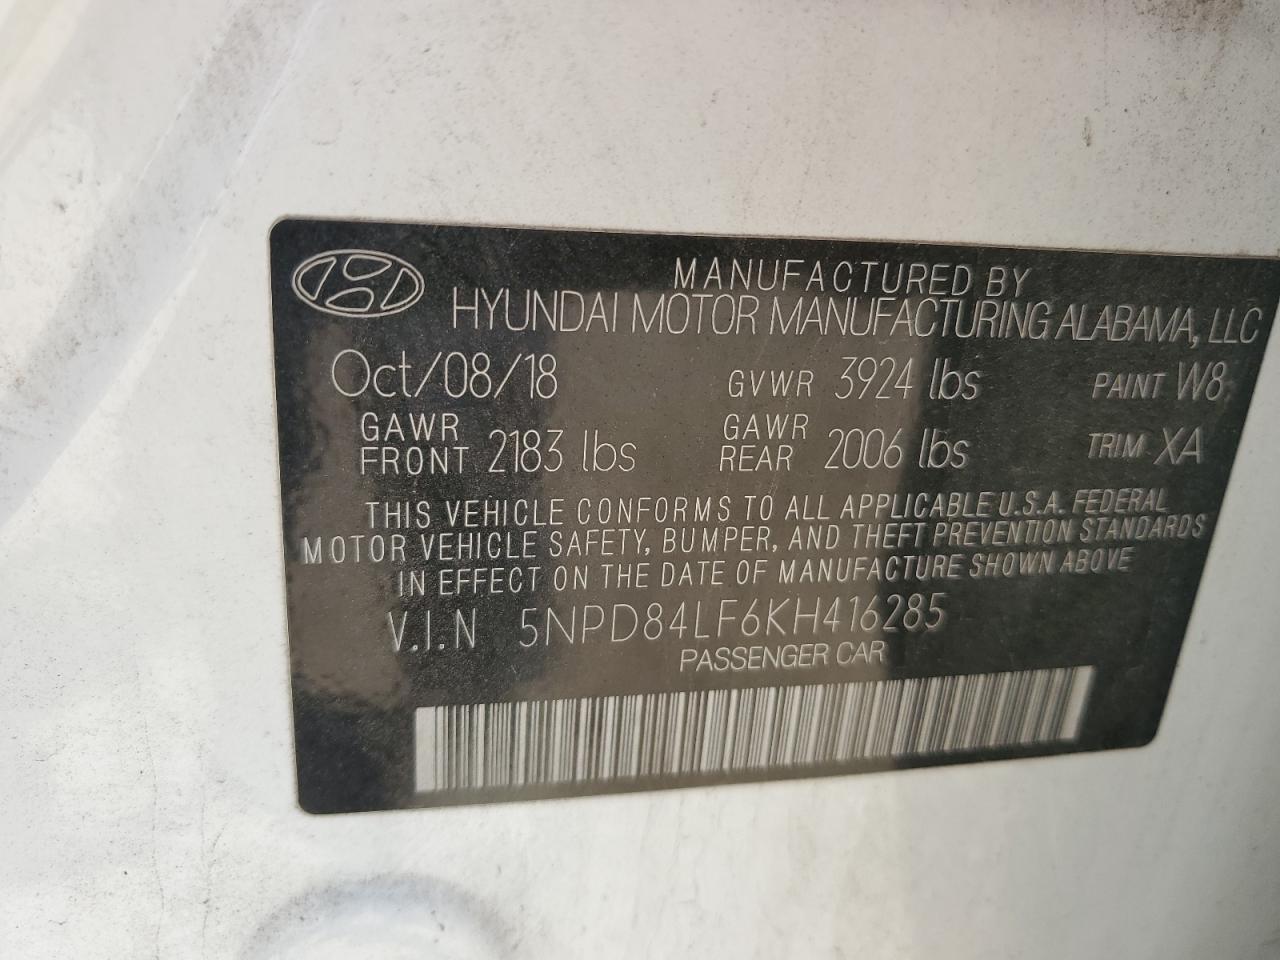 MANUFACTURED BY
HYUNDAI MOTOR MANUFACTURING ALABAMA, LLC
Oct/08/18 GVWR 3924 lbs PAINT W8
GAWR FRONT 2183 lbs GAWR REAR 2006 lbs TRIM XA
THIS VEHICLE CONFORMS TO ALL APPLICABLE U.S.A. FEDERAL
MOTOR VEHICLE SAFETY, BUMPER, AND THEFT PREVENTION STANDARDS
IN EFFECT ON THE DATE OF MANUFACTURE SHOWN ABOVE
V.I.N 5NPD84LF6KH416285
PASSENGER CAR